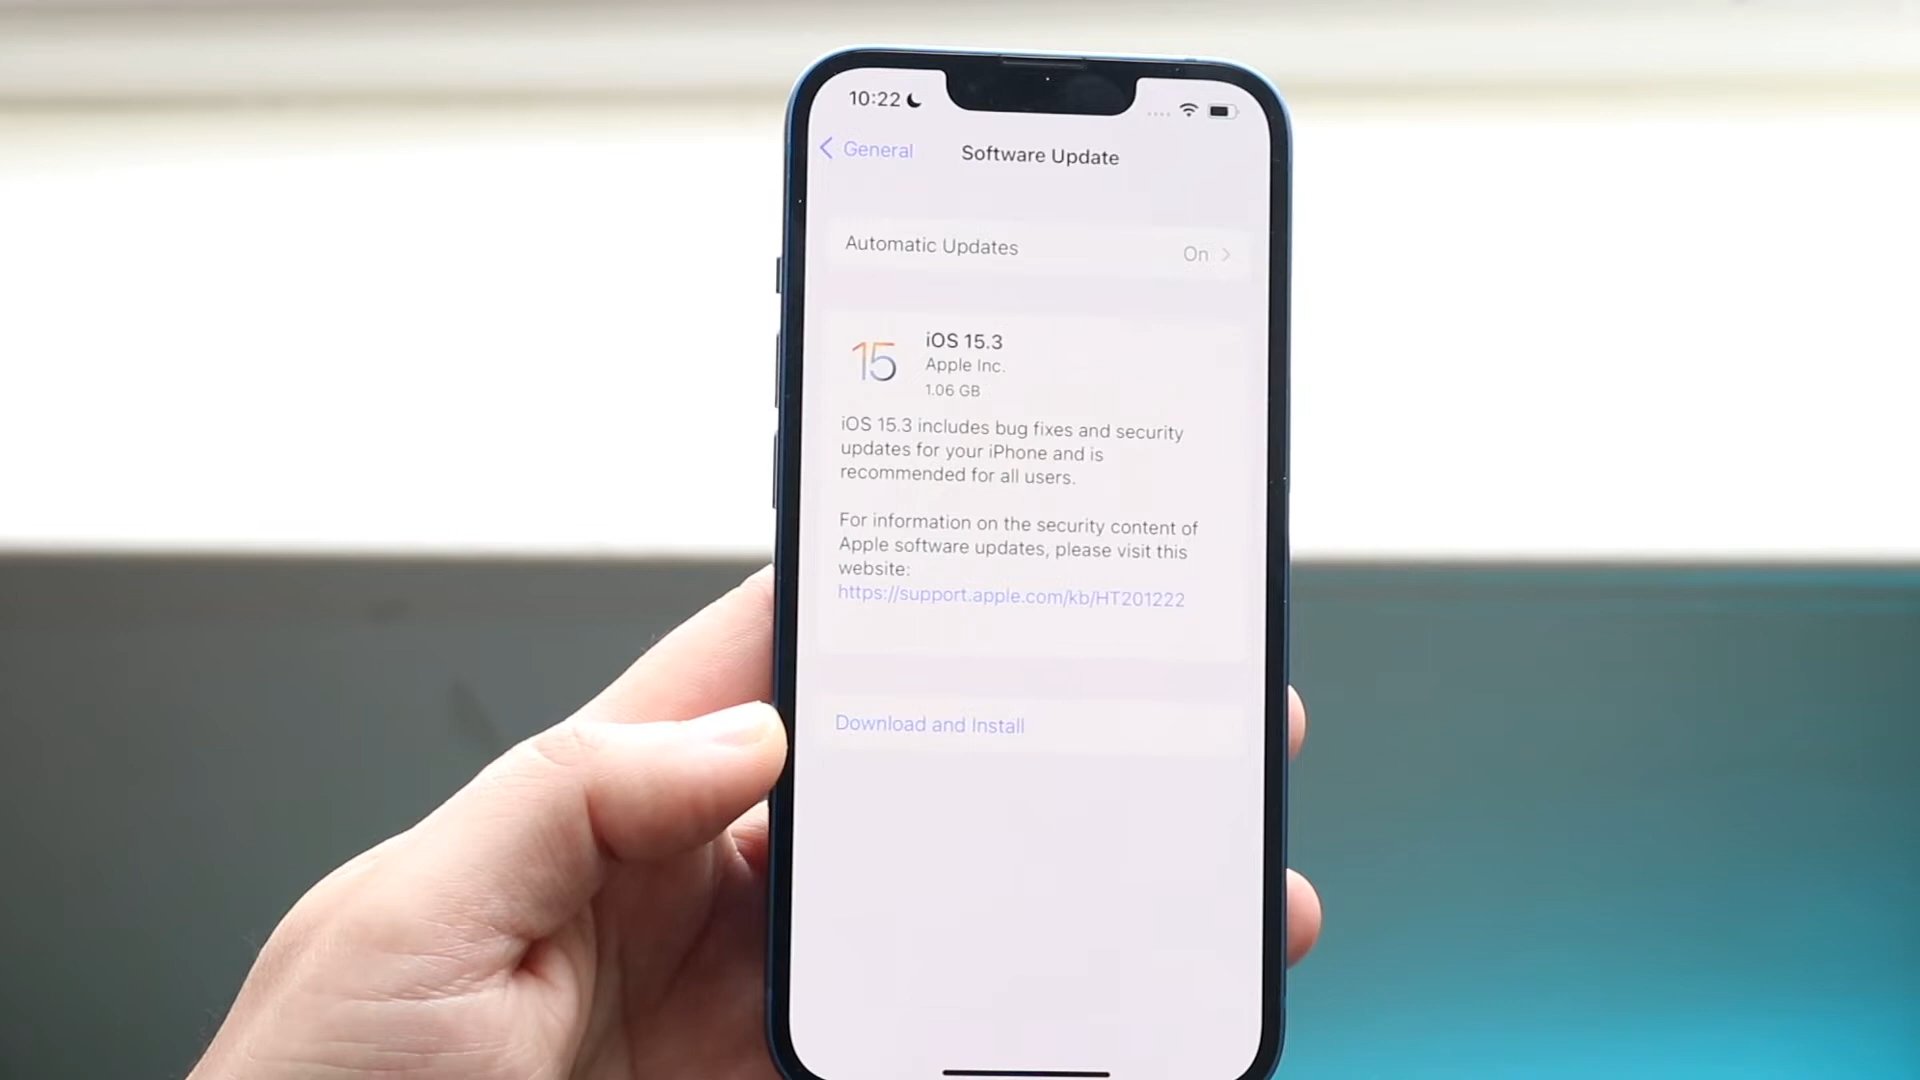 10:22
General
Software Update
Automatic Updates
On
15
iOS 15.3
Apple Inc.
1.06 GB
iOS 15.3 includes bug fixes and security
updates for your iPhone and is
recommended for all users.
For information on the security content of
Apple software updates, please visit this
website:
https://support.apple.com/kb/HT201222
Download and Install